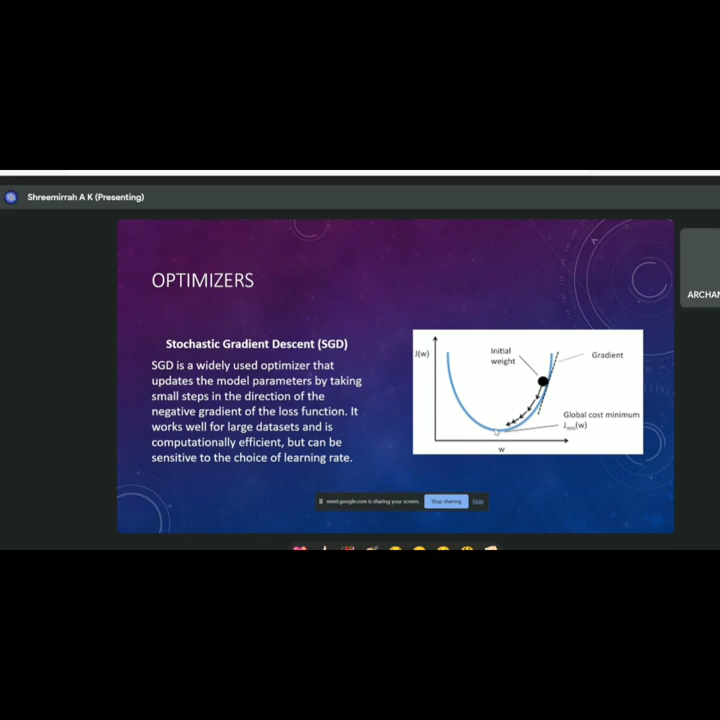 Shreemirrah A K (Presenting)
OPTIMIZERS
Stochastic Gradient Descent (SGD)
SGD is a widely used optimizer that
updates the model parameters by taking
small steps in the direction of the
negative gradient of the loss function. It
works well for large datasets and is
computationally efficient, but can be
sensitive to the choice of learning rate.
J(w)
Initial
weight
Gradient
Global cost minimum
Jmin(w)
w
ARCHAN
meet.google.com is sharing your screen.
Stop sharing
Hide